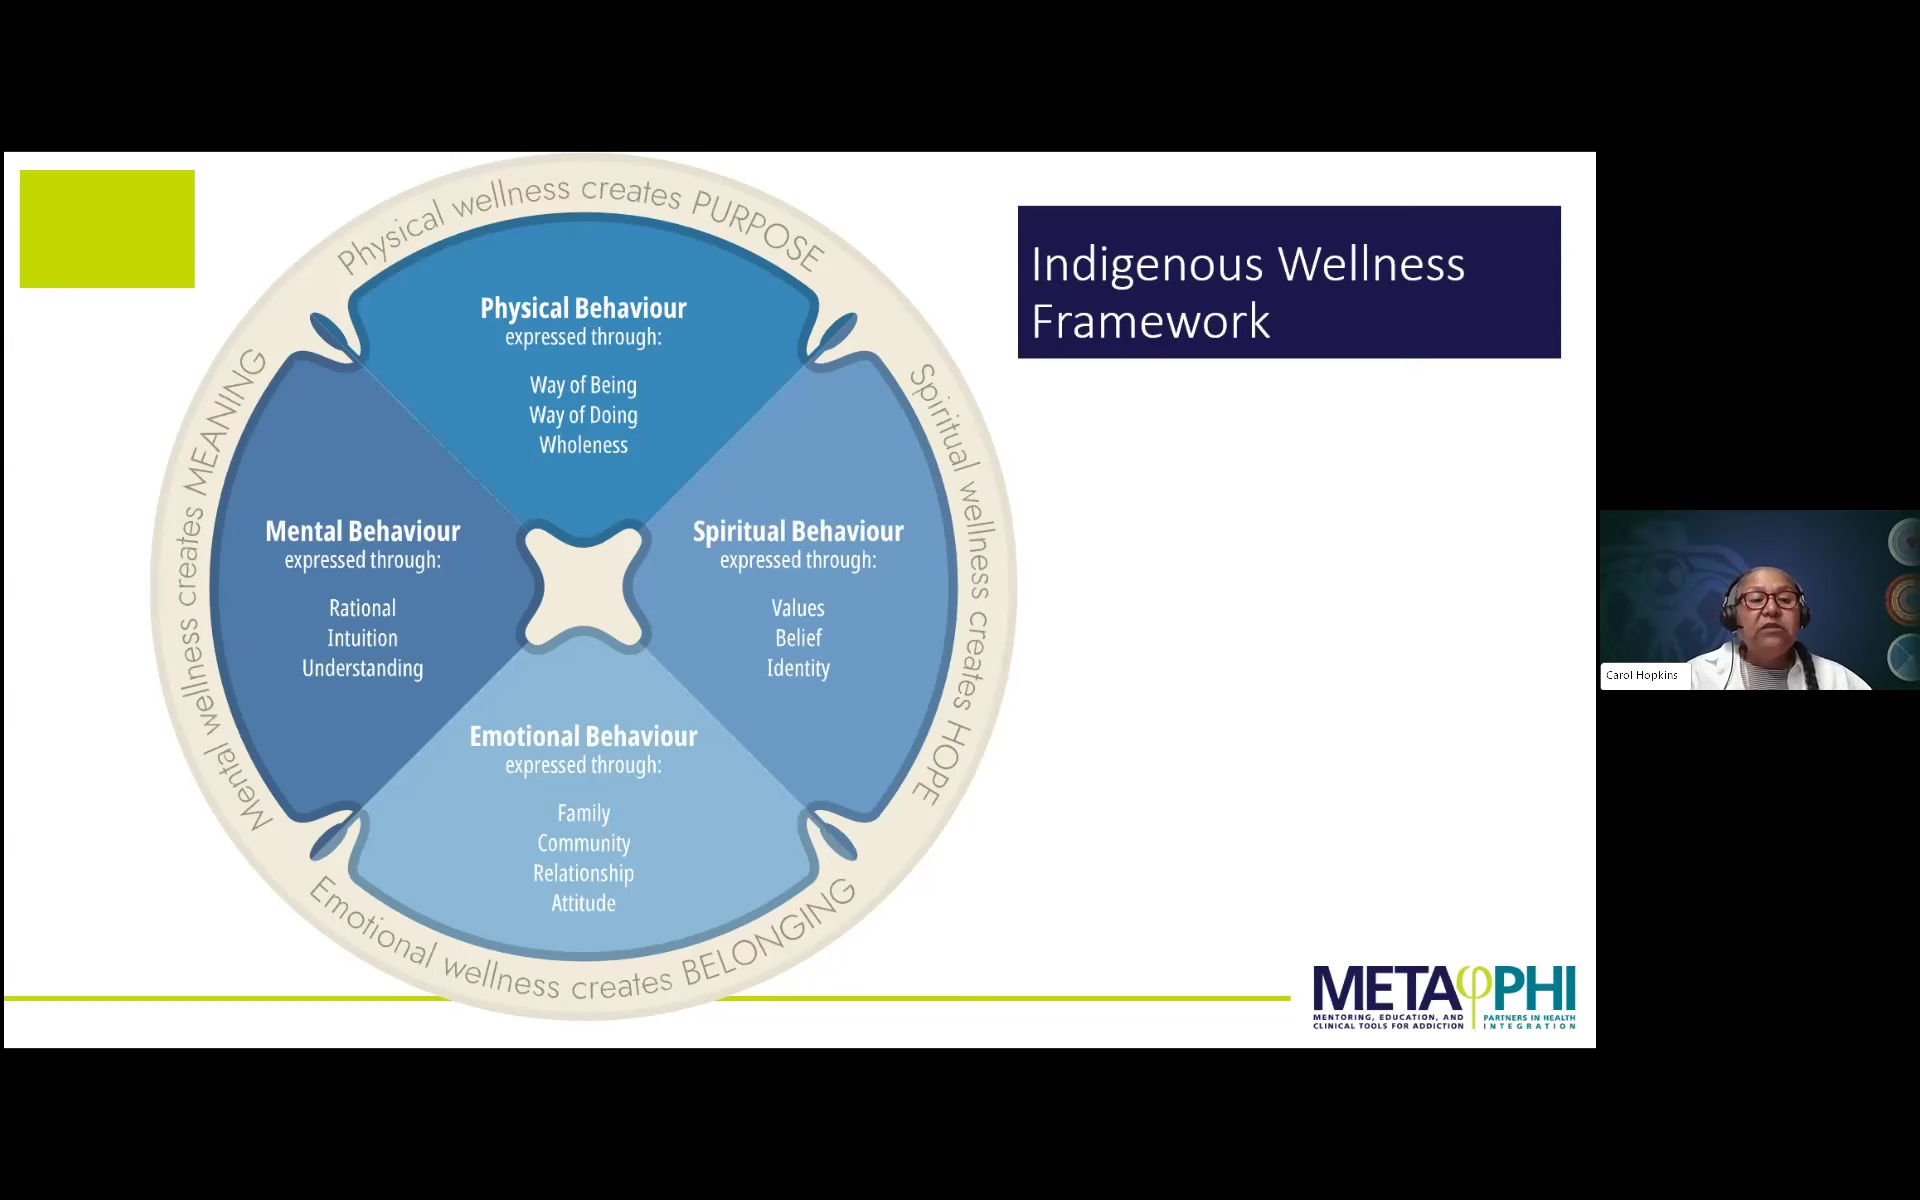 Physical wellness creates PURPOSE
Indigenous Wellness
Framework
Physical Behaviour
expressed through:
Way of Being
Way of Doing
Wholeness
Mental wellness creates MEANING
Mental Behaviour
expressed through:
Rational
Intuition
Understanding
Spiritual Behaviour
expressed through:
Values
Belief
Identity
Spiritual wellness creates HOPE
Emotional Behaviour
expressed through:
Family
Community
Relationship
Attitude
Emotional wellness creates BELONGING
Carol Hopkins
METAφPHI
MENTORING, EDUCATION, AND
CLINICAL TOOLS FOR ADDICTION
PARTNERS IN HEALTH
INTEGRATION